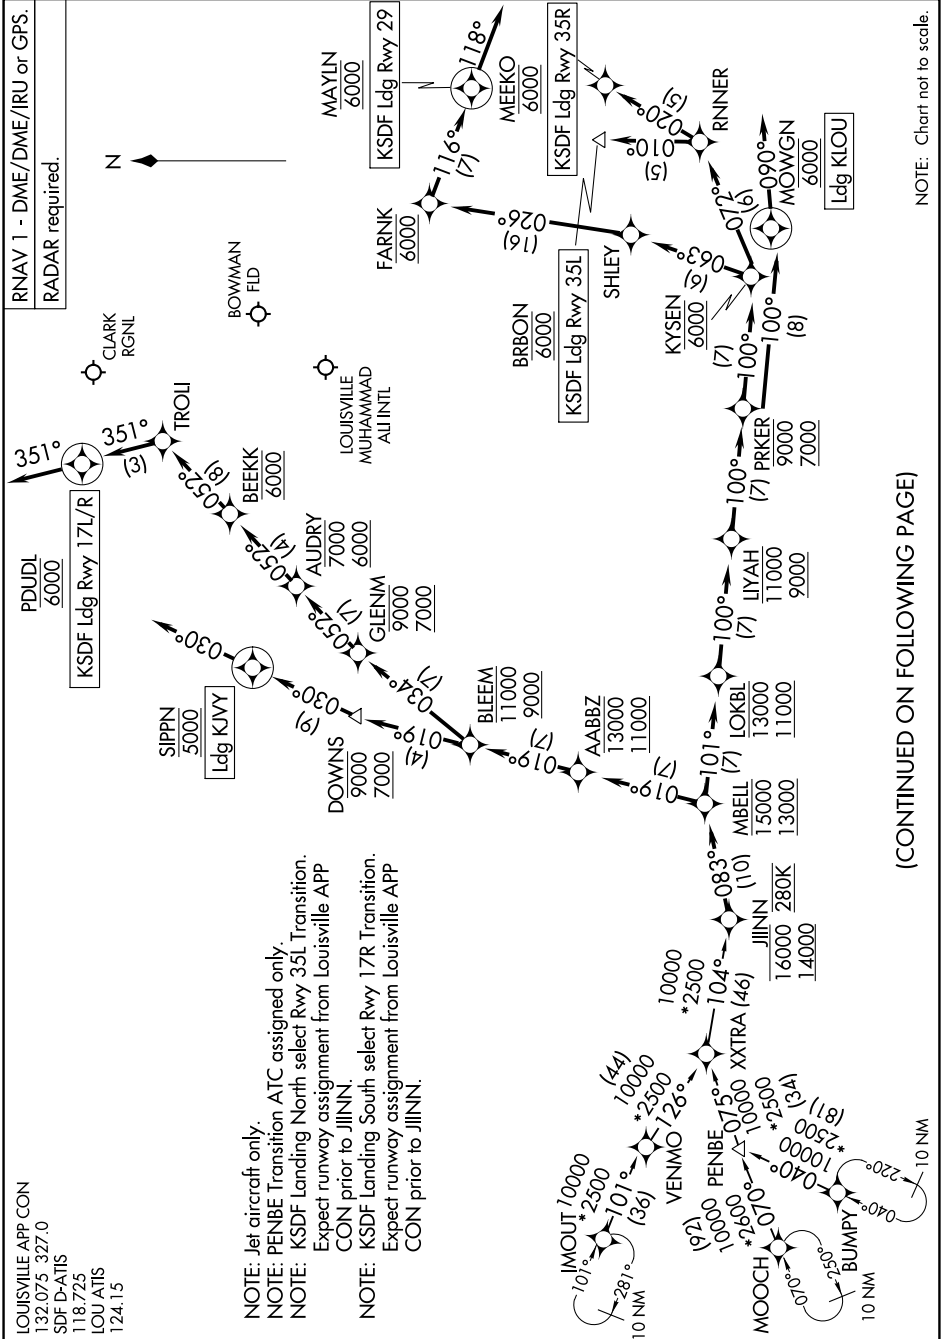 RNAV 1 - DME/DME/IRU or GPS.
RADAR required.
LOUISVILLE APP CON
132.075 327.0
SDF D-ATIS
118.725
LOU ATIS
124.15
NOTE: Jet aircraft only.
NOTE: PENBE Transition ATC assigned only.
NOTE: KSDF Landing North select Rwy 35L Transition.
Expect runway assignment from Louisville APP
CON prior to JIINN.
NOTE: KSDF Landing South select Rwy 17R Transition.
Expect runway assignment from Louisville APP
CON prior to JIINN.
N
CLARK
RGNL
BOWMAN
FLD
LOUISVILLE
MUHAMMAD
ALI INTL
351°
PDUDL
6000
KSDF Ldg Rwy 17L/R
351°
(3)
TROLI
052°
(8)
BEEKK
6000
052°
(4)
AUDRY
7000
6000
052°
(7)
GLENM
9000
7000
034°
(7)
030°
SIPPN
5000
Ldg KJVY
030°
(9)
DOWNS
9000
7000
019°
(4)
BLEEM
11000
9000
019°
(7)
AABBZ
13000
11000
019°
(7)
MBELL
15000
13000
101°
(7)
LOKBL
13000
11000
100°
(7)
LIYAH
11000
9000
100°
(7)
PRKER
9000
7000
100°
(7)
100°
(8)
KYSEN
6000
MOWGN
6000
Ldg KLOU
090°
063°
(6)
SHLEY
026°
(16)
FARNK
6000
116°
(7)
MAYLN
6000
KSDF Ldg Rwy 29
118°
072°
(9)
RNNER
010°
(5)
BRBON
6000
KSDF Ldg Rwy 35L
020°
(5)
MEEKO
6000
KSDF Ldg Rwy 35R
083°
(10)
JIINN
280K
16000
14000
10000
*2500
104°
(46)
XXTRA
(44)
10000
*2500
126°
VENMO
IMOUT
10000
*2500
101°
(36)
101°
281°
10 NM
075°
10000
*2500
(34)
PENBE
(92)
10000
*2600
070°
MOOCH
070°
250°
10 NM
040°
10000
*2500
(81)
BUMPY
040°
220°
10 NM
(CONTINUED ON FOLLOWING PAGE)
NOTE: Chart not to scale.